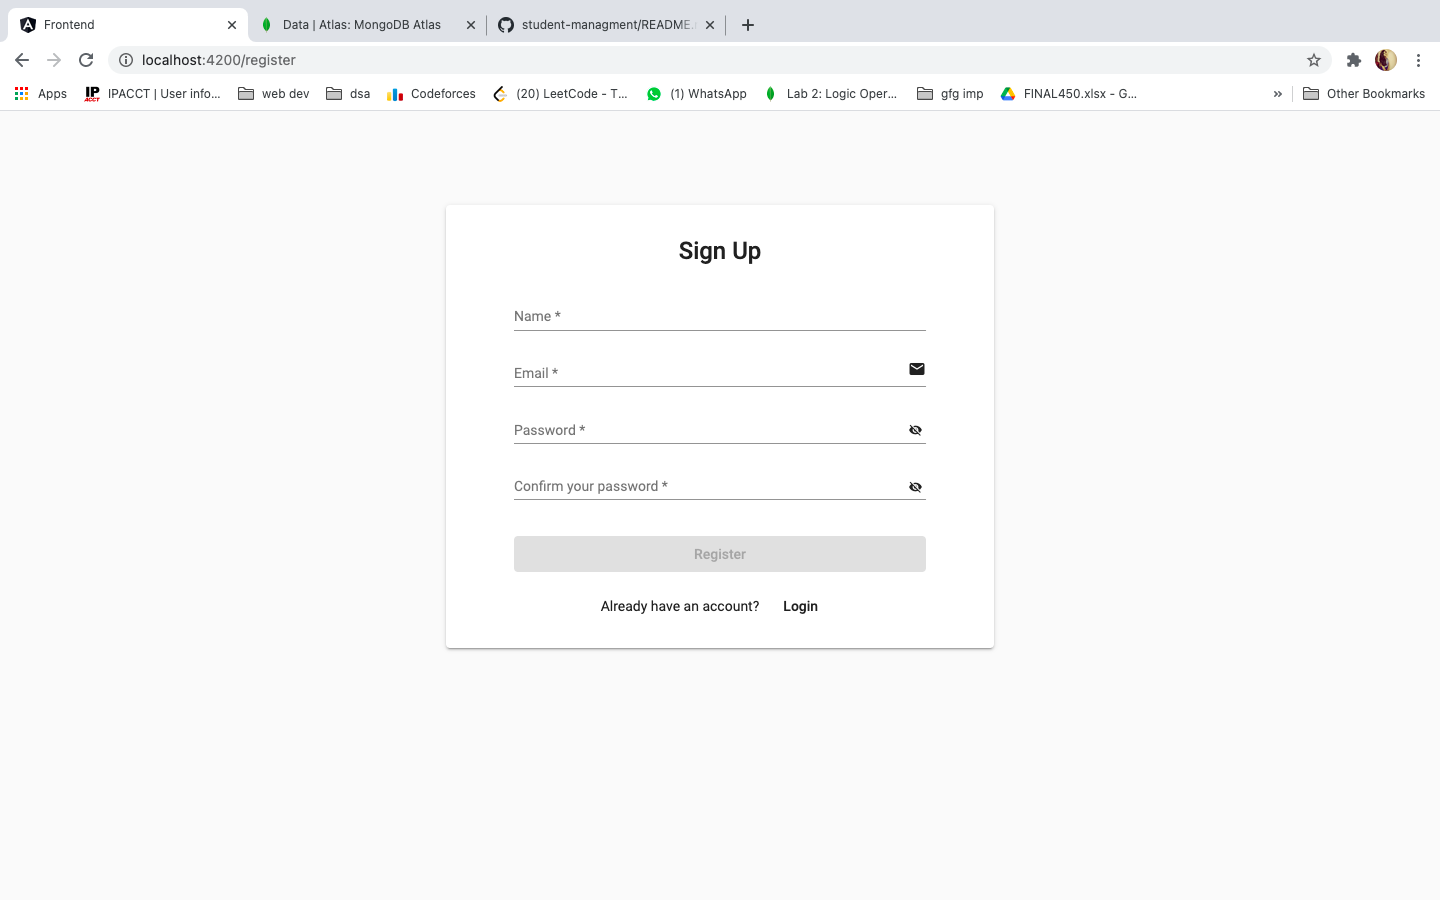 Frontend
Data | Atlas: MongoDB Atlas
student-managment/README.
localhost:4200/register
Apps
IPACCT | User info...
web dev
dsa
Codeforces
(20) LeetCode - T...
(1) WhatsApp
Lab 2: Logic Oper...
gfg imp
FINAL450.xlsx - G...
»
Other Bookmarks
Sign Up
Name *
Email *
Password *
Confirm your password *
Register
Already have an account? Login